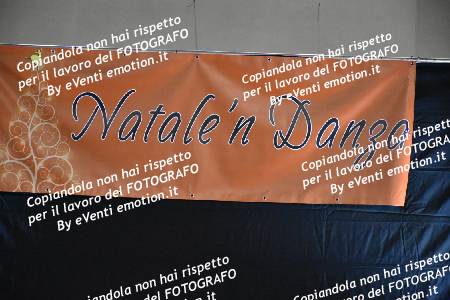 Copiandola non hai rispetto
per il lavoro del FOTOGRAFO
By eVenti emotion.it
Copiandola non hai rispetto
per il lavoro del FOTOGRAFO
By eVenti emotion.it
Natale'n Danza
Copiandola non hai rispetto
per il lavoro del FOTOGRAFO
By eVenti emotion.it
Copiandola non hai rispetto
per il lavoro del FOTOGRAFO
By eVenti emotion.it
Copiandola non hai rispetto
per il lavoro del FOTOGRAFO
Copiandola non hai rispetto
per il lavoro del FOTOGRAFO